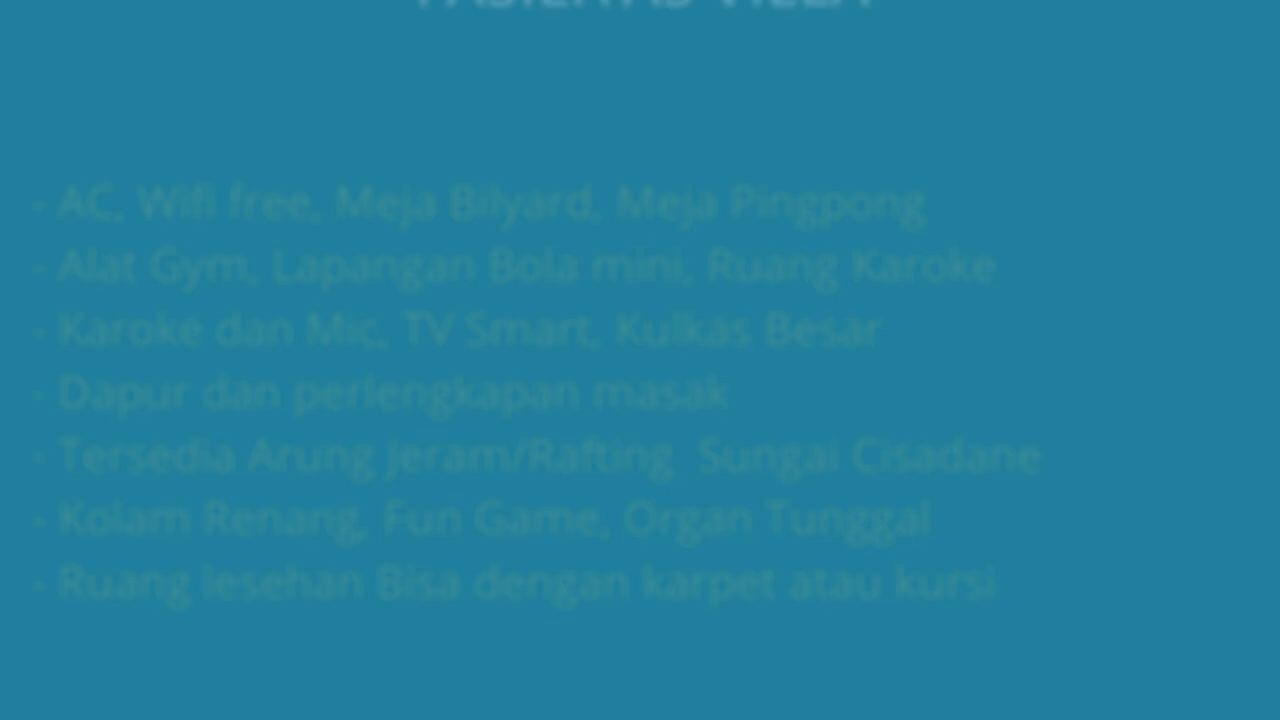 FASILITAS VILLA
- AC, Wifi free, Meja Bilyard, Meja Pingpong
- Alat Gym, Lapangan Bola mini, Ruang Karoke
- Karoke dan Mic, TV Smart, Kulkas Besar
- Dapur dan perlengkapan masak
- Tersedia Arung Jeram/Rafting  Sungai Cisadane
- Kolam Renang, Fun Game, Organ Tunggal
- Ruang lesehan Bisa dengan karpet atau kursi